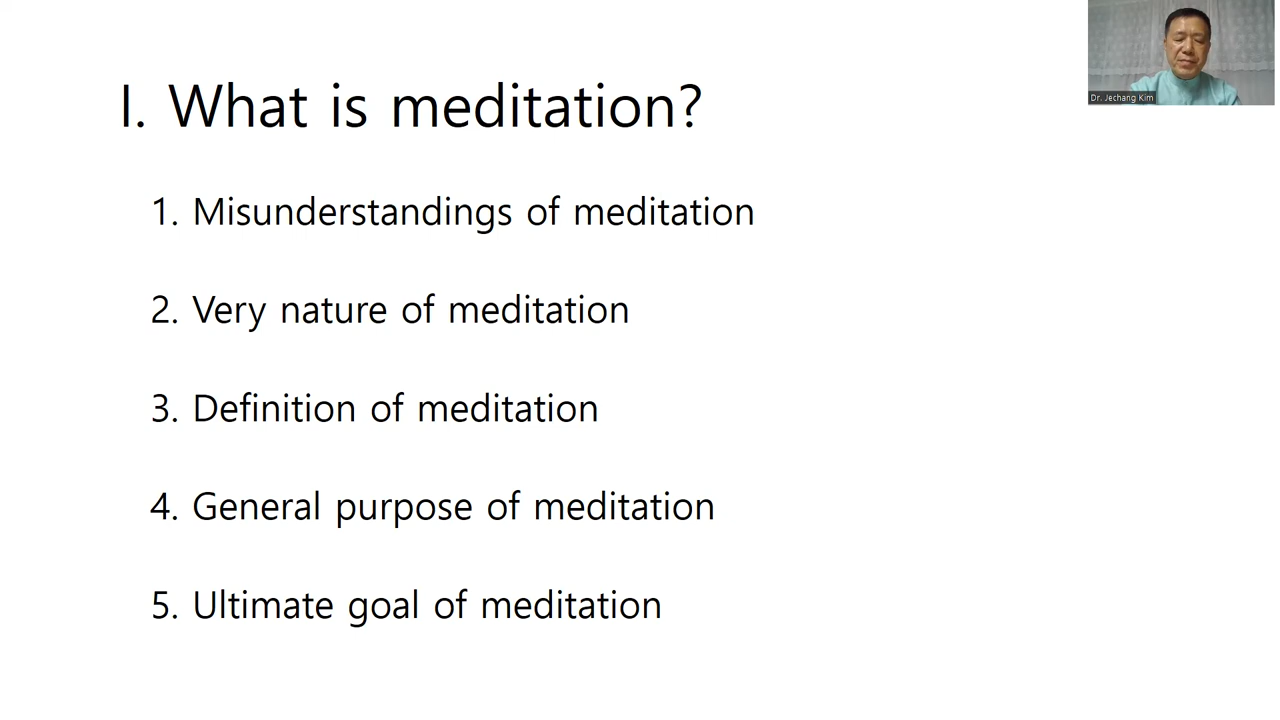 I. What is meditation?
1. Misunderstandings of meditation
2. Very nature of meditation
3. Definition of meditation
4. General purpose of meditation
5. Ultimate goal of meditation
Dr. Jechang Kim